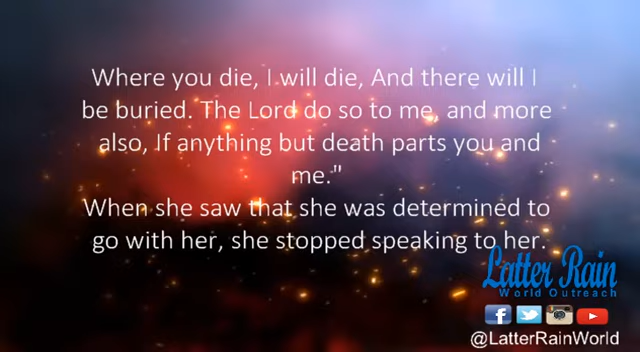 Where you die, I will die, And there will I
be buried. The Lord do so to me, and more
also, If anything but death parts you and
me."
When she saw that she was determined to
go with her, she stopped speaking to her.
Latter Rain
World Outreach
@LatterRainWorld